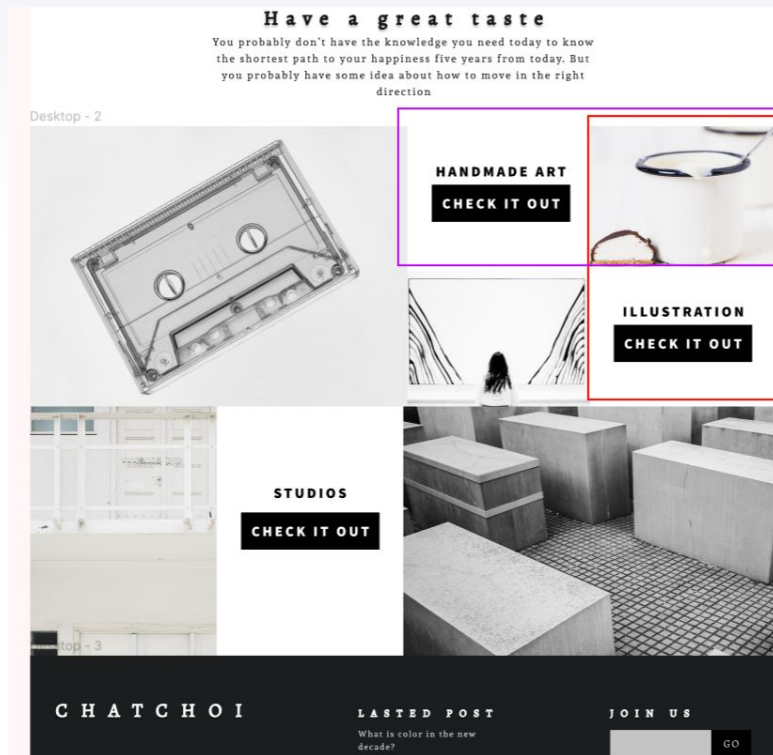 Have a great taste
You probably don't have the knowledge you need today to know
the shortest path to your happiness five years from today. But
you probably have some idea about how to move in the right
direction
Desktop - 2
HANDMADE ART
CHECK IT OUT
ILLUSTRATION
CHECK IT OUT
STUDIOS
CHECK IT OUT
Desktop - 3
CHATCHOI
LASTED POST
What is color in the new
decade?
JOIN US
GO